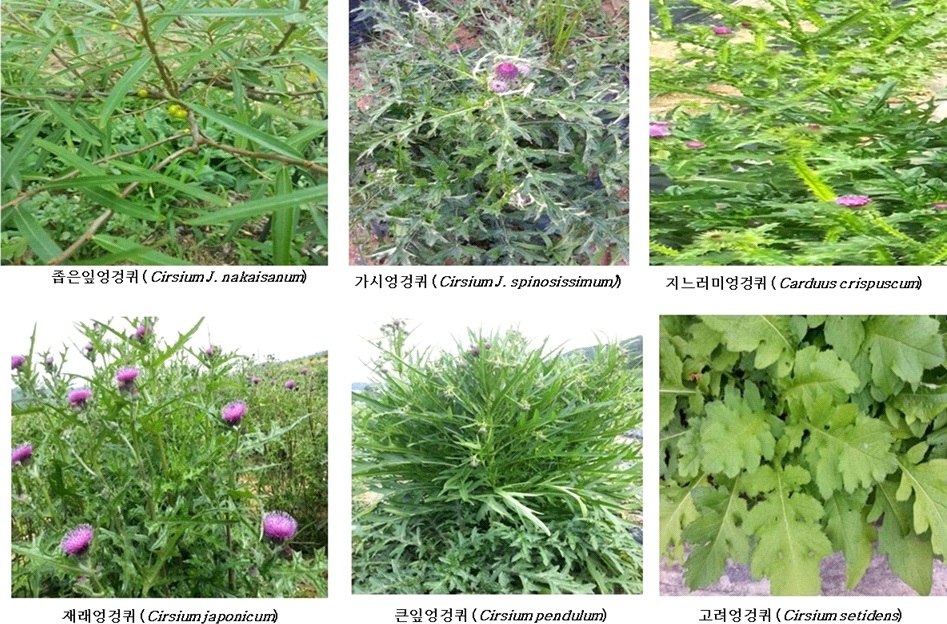 좁은잎엉겅퀴 ( Cirsium J. nakaisanum)
가시엉겅퀴 (Cirsium J. spinosissimum)
지느러미엉겅퀴 ( Carduus crispuscum)
재래엉겅퀴 ( Cirsium japonicum)
큰잎엉겅퀴 ( Cirsium pendulum)
고려엉겅퀴 ( Cirsium setidens)